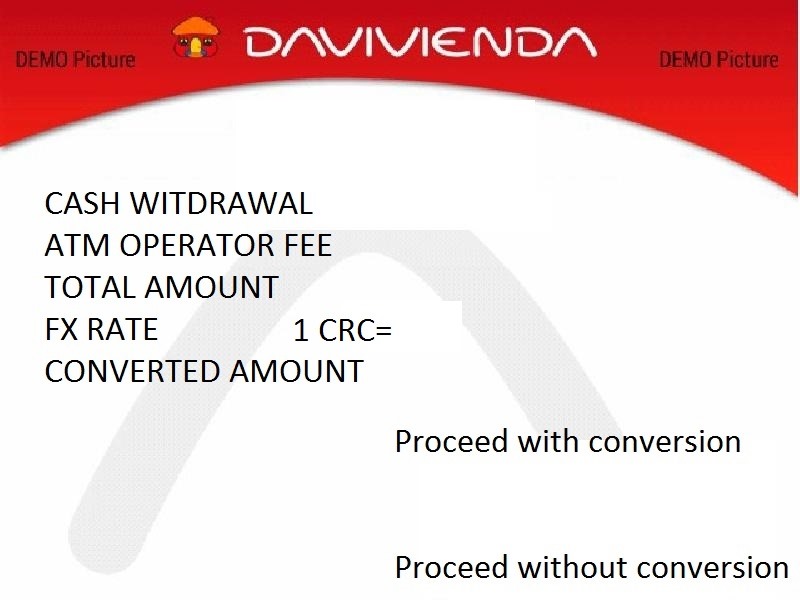 DEMO Picture
DAVIVIENDA
DEMO Picture
CASH WITDRAWAL
ATM OPERATOR FEE
TOTAL AMOUNT
FX RATE 1 CRC=
CONVERTED AMOUNT
Proceed with conversion
Proceed without conversion